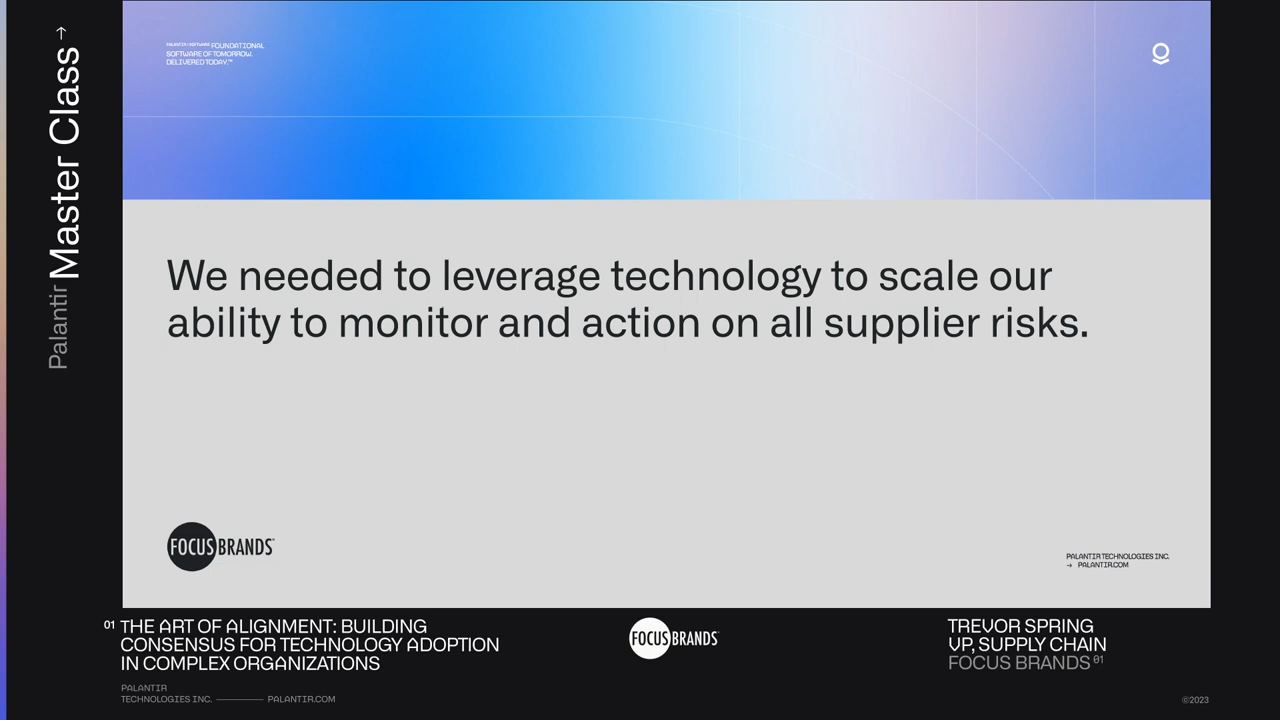 Palantir Master Class →
PALANTIR / SOFTWARE FOUNDATIONAL
SOFTWARE OF TOMORROW.
DELIVERED TODAY.™
We needed to leverage technology to scale our
ability to monitor and action on all supplier risks.
FOCUS BRANDS
PALANTIR TECHNOLOGIES INC.
→ PALANTIR.COM
01 THE ART OF ALIGNMENT: BUILDING
CONSENSUS FOR TECHNOLOGY ADOPTION
IN COMPLEX ORGANIZATIONS
FOCUS BRANDS
TREVOR SPRING
VP, SUPPLY CHAIN
FOCUS BRANDS 01
PALANTIR
TECHNOLOGIES INC. ——— PALANTIR.COM
©2023